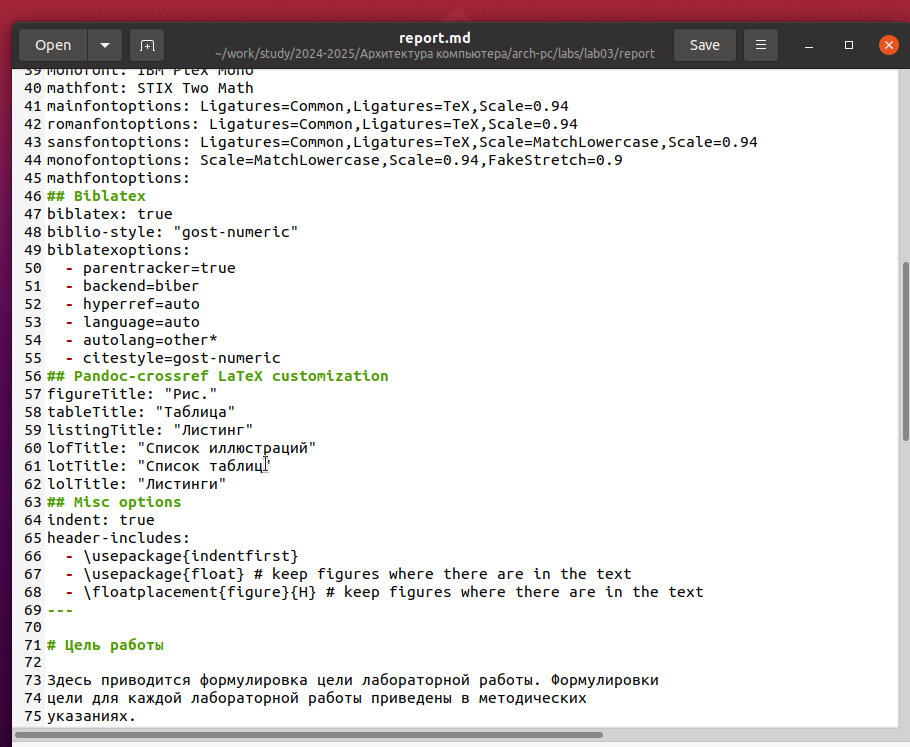 Open
report.md
~/work/study/2024-2025/Архитектура компьютера/arch-pc/labs/lab03/report
Save
39 monofont: IBM Plex Mono
40 mathfont: STIX Two Math
41 mainfontoptions: Ligatures=Common,Ligatures=TeX,Scale=0.94
42 romanfontoptions: Ligatures=Common,Ligatures=TeX,Scale=0.94
43 sansfontoptions: Ligatures=Common,Ligatures=TeX,Scale=MatchLowercase,Scale=0.94
44 monofontoptions: Scale=MatchLowercase,Scale=0.94,FakeStretch=0.9
45 mathfontoptions:
46 ## Biblatex
47 biblatex: true
48 biblio-style: "gost-numeric"
49 biblatexoptions:
50   - parentracker=true
51   - backend=biber
52   - hyperref=auto
53   - language=auto
54   - autolang=other*
55   - citestyle=gost-numeric
56 ## Pandoc-crossref LaTeX customization
57 figureTitle: "Рис."
58 tableTitle: "Таблица"
59 listingTitle: "Листинг"
60 lofTitle: "Список иллюстраций"
61 lotTitle: "Список таблиц"
62 lolTitle: "Листинги"
63 ## Misc options
64 indent: true
65 header-includes:
66   - \usepackage{indentfirst}
67   - \usepackage{float} # keep figures where there are in the text
68   - \floatplacement{figure}{H} # keep figures where there are in the text
69 ---
70
71 # Цель работы
72
73 Здесь приводится формулировка цели лабораторной работы. Формулировки
74 цели для каждой лабораторной работы приведены в методических
75 указаниях.